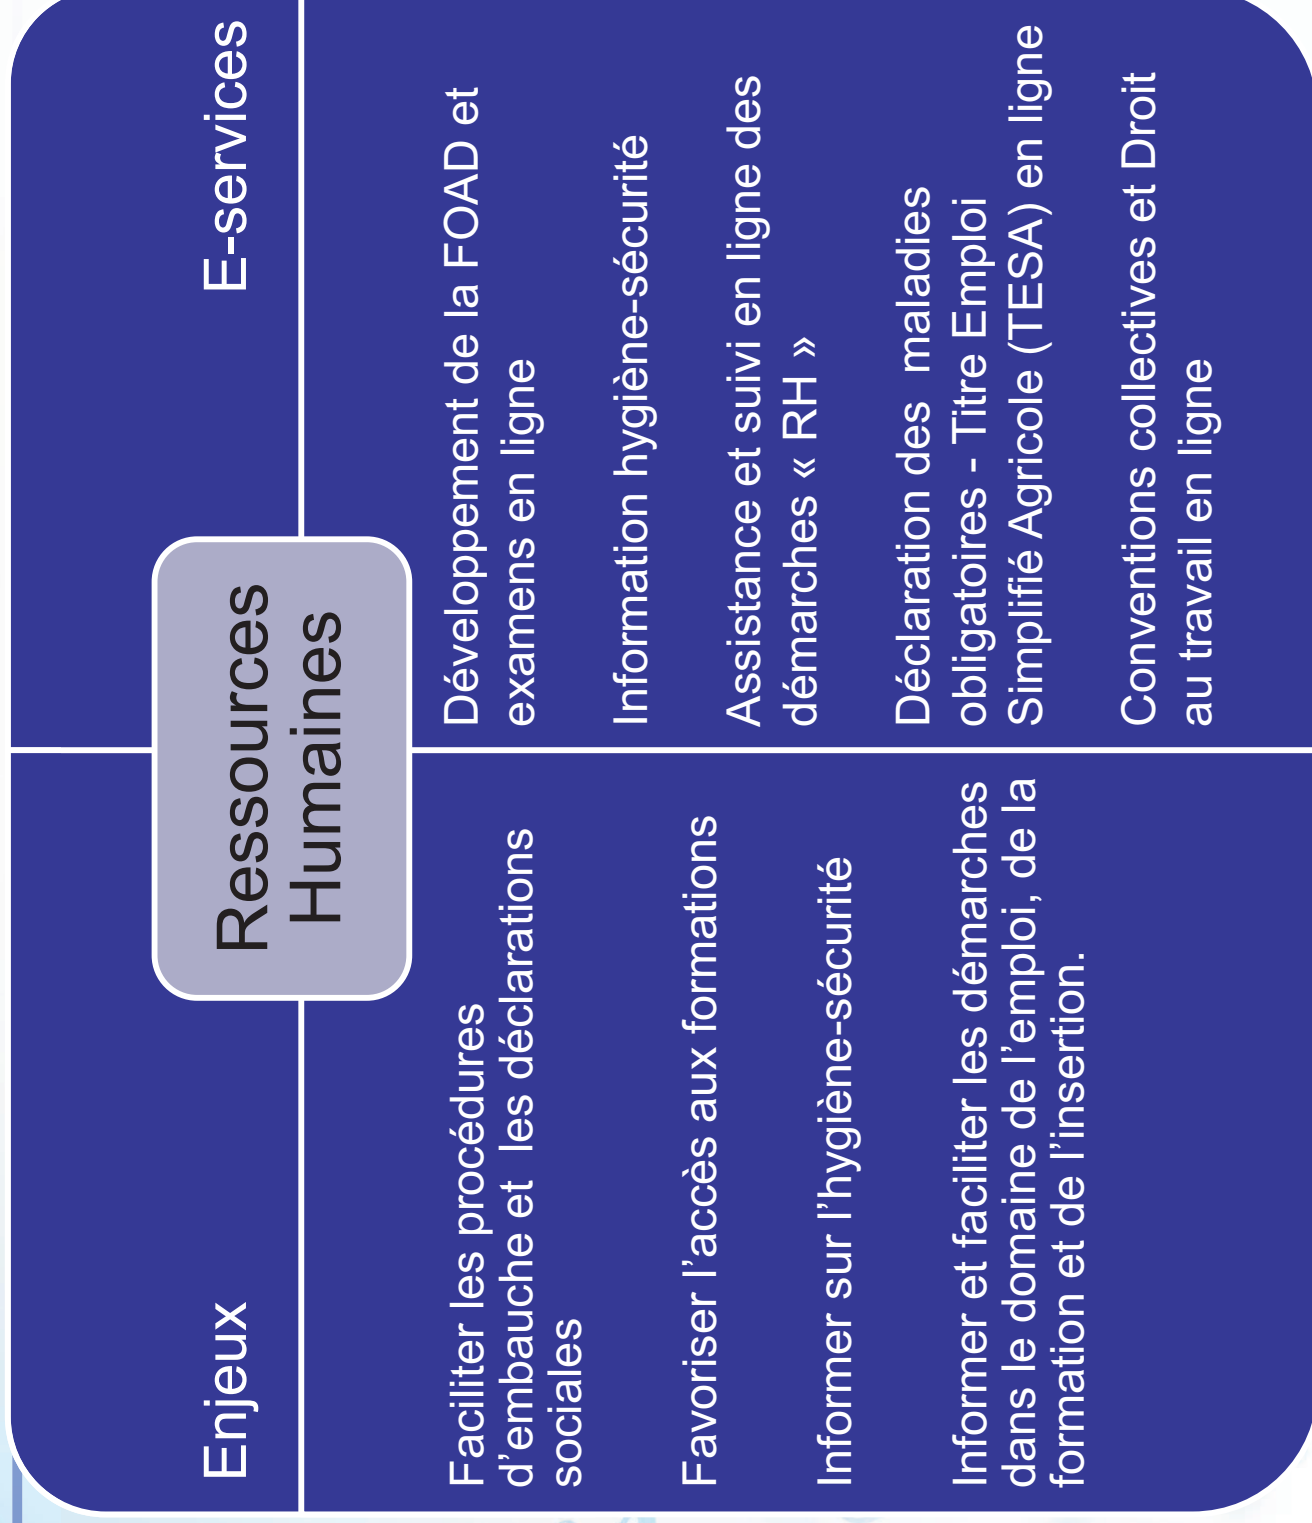 Ressources
Humaines
Enjeux
Faciliter les procédures
d’embauche et  les déclarations
sociales
Favoriser l’accès aux formations
Informer sur l’hygiène-sécurité
Informer et faciliter les démarches
dans le domaine de l’emploi, de la
formation et de l’insertion.
E-services
Développement de la FOAD et
examens en ligne
Information hygiène-sécurité
Assistance et suivi en ligne des
démarches « RH »
Déclaration des  maladies
obligatoires - Titre Emploi
Simplifié Agricole (TESA) en ligne
Conventions collectives et Droit
au travail en ligne